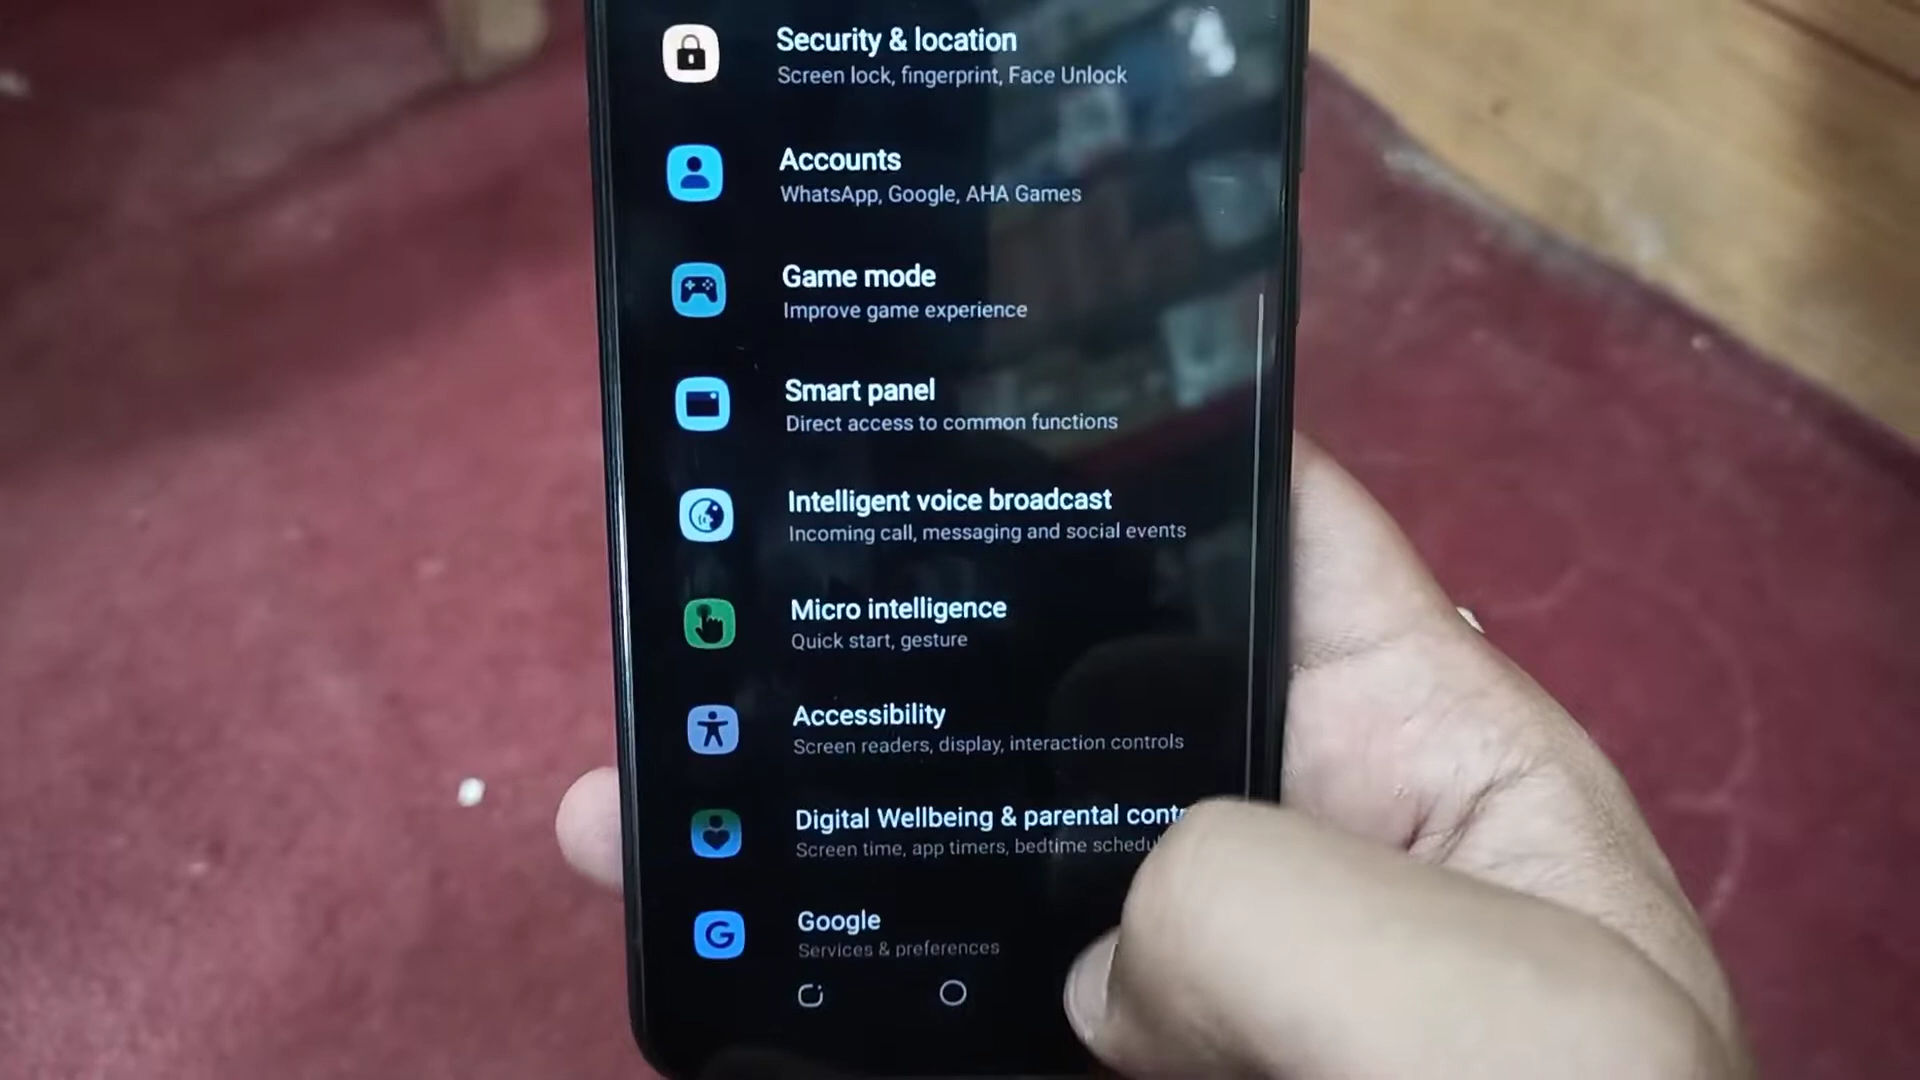 Security & location
Screen lock, fingerprint, Face Unlock
Accounts
WhatsApp, Google, AHA Games
Game mode
Improve game experience
Smart panel
Direct access to common functions
Intelligent voice broadcast
Incoming call, messaging and social events
Micro intelligence
Quick start, gesture
Accessibility
Screen readers, display, interaction controls
Digital Wellbeing & parental cont
Screen time, app timers, bedtime schedu
Google
Services & preferences